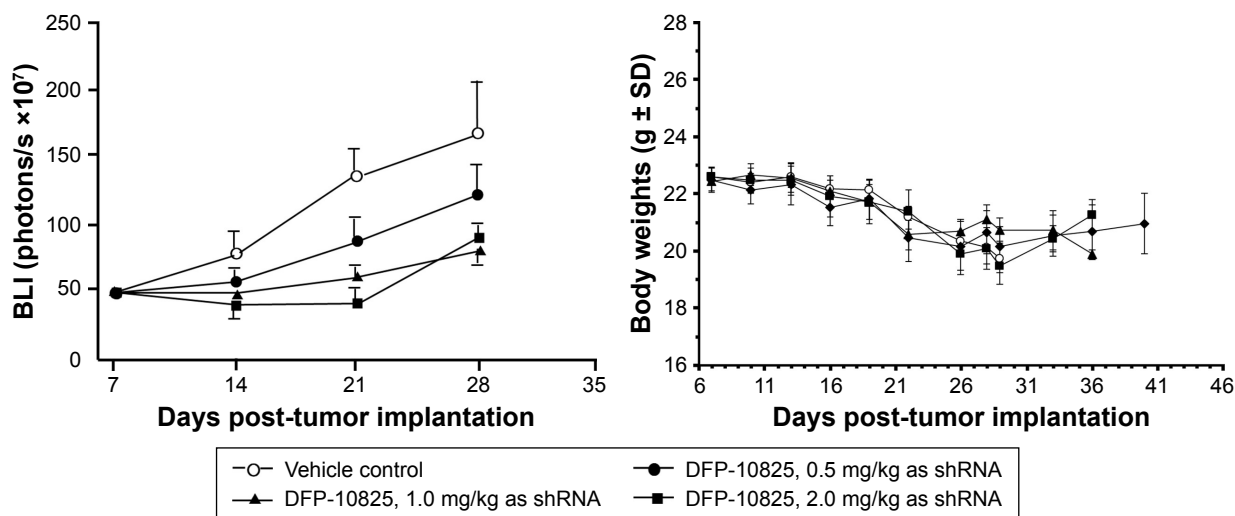 BLI (photons/s ×10⁷)
250
200
150
100
50
0
7 14 21 28 35
Days post-tumor implantation
Body weights (g ± SD)
28
26
24
22
20
18
16
6 11 16 21 26 31 36 41 46
Days post-tumor implantation
Vehicle control
DFP-10825, 0.5 mg/kg as shRNA
DFP-10825, 1.0 mg/kg as shRNA
DFP-10825, 2.0 mg/kg as shRNA